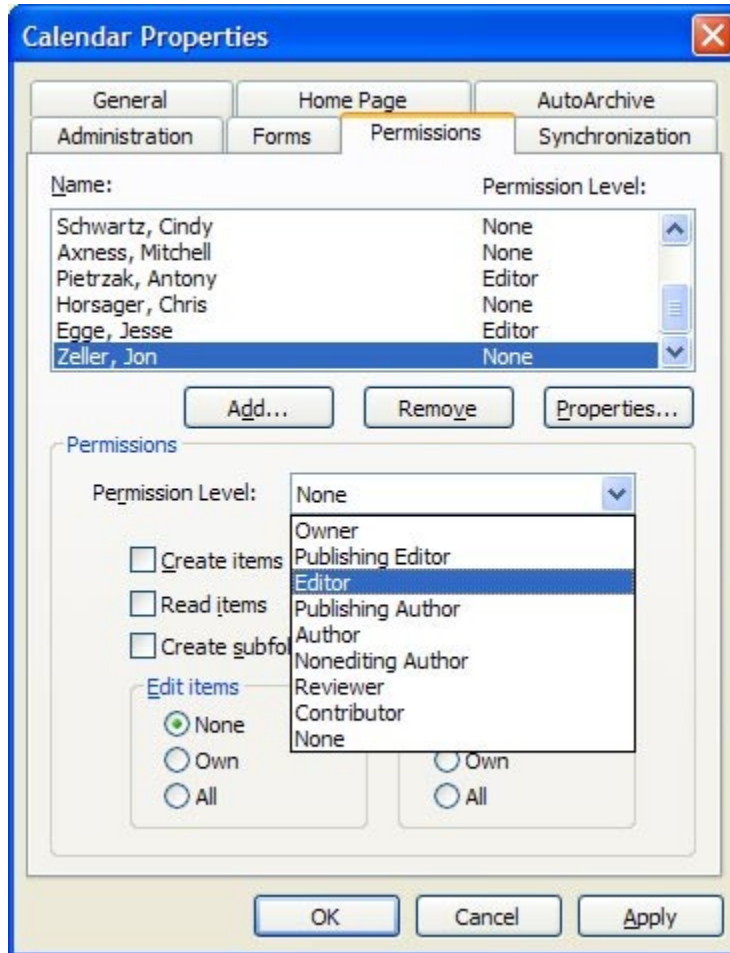 Calendar Properties
General Home Page AutoArchive
Administration Forms Permissions Synchronization
Name: Permission Level:
Schwartz, Cindy None
Axness, Mitchell None
Pietrzak, Antony Editor
Horsager, Chris None
Egge, Jesse Editor
Zeller, Jon None
Add... Remove Properties...
Permissions
Permission Level: None
Owner
Publishing Editor
Editor
Publishing Author
Author
Nonediting Author
Reviewer
Contributor
None
Create items
Read items
Create subfol
Edit items
None
Own Own
All All
OK Cancel Apply